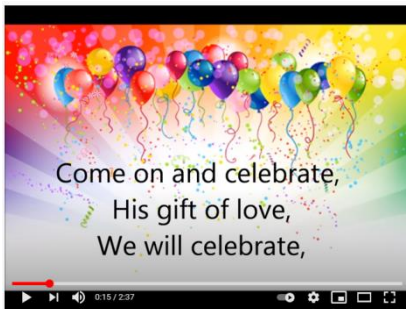 Come on and celebrate,
His gift of love,
We will celebrate,
0:15 / 2:37